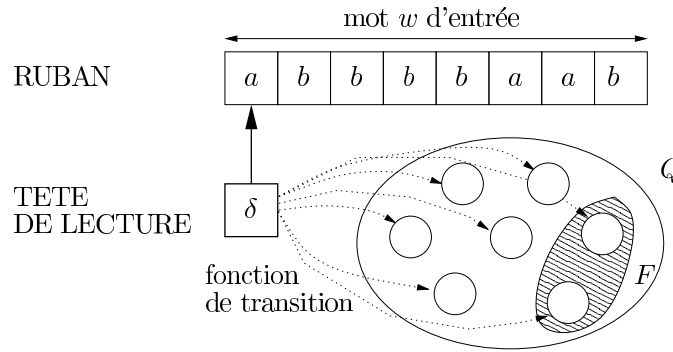 mot w d'entrée
RUBAN
a b b b b a a b
TETE
DE LECTURE
δ
Q
F
fonction
de transition